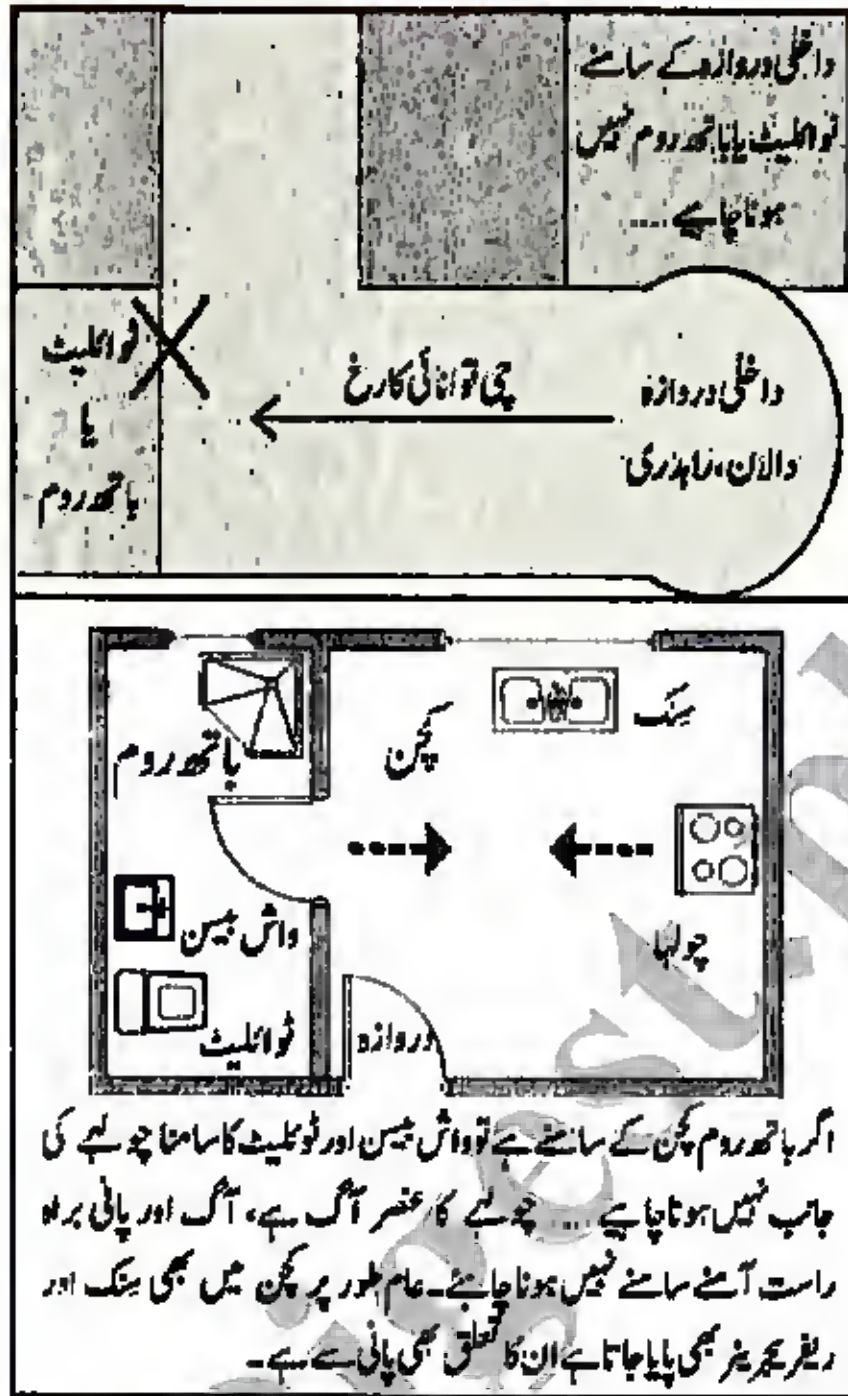 داخلی دروازہ کے سامنے
ٹوائلیٹ یا باتھ روم نہیں
ہونا چاہیے ....
ٹوائلیٹ
یا
باتھ روم
چی توانائی کا رخ
داخلی دروازہ
دالان، راہداری
باتھ روم
کچن
سِنک
واش بیسن
چولہا
ٹوائلیٹ
دروازہ
اگر باتھ روم کچن کے سامنے ہے تو واش بیسن اور ٹوئلیٹ کا سامنا چولہے کی
جانب نہیں ہونا چاہیے .... چولہے کا عنصر آگ ہے، آگ اور پانی براہ
راست آمنے سامنے نہیں ہونا چاہئے۔ عام طور پر کچن میں بھی سِنک اور
ریفریجریٹر بھی پایا جاتا ہے ان کا تعلق بھی پانی سے ہے۔